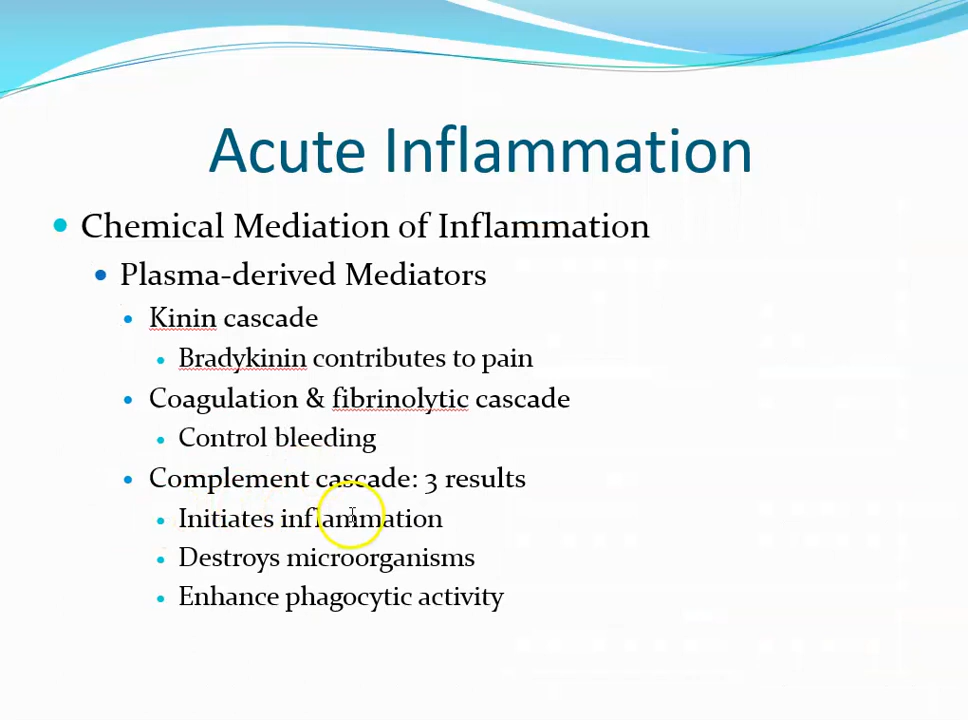 Acute Inflammation
Chemical Mediation of Inflammation
Plasma-derived Mediators
Kinin cascade
Bradykinin contributes to pain
Coagulation & fibrinolytic cascade
Control bleeding
Complement cascade: 3 results
Initiates inflammation
Destroys microorganisms
Enhance phagocytic activity